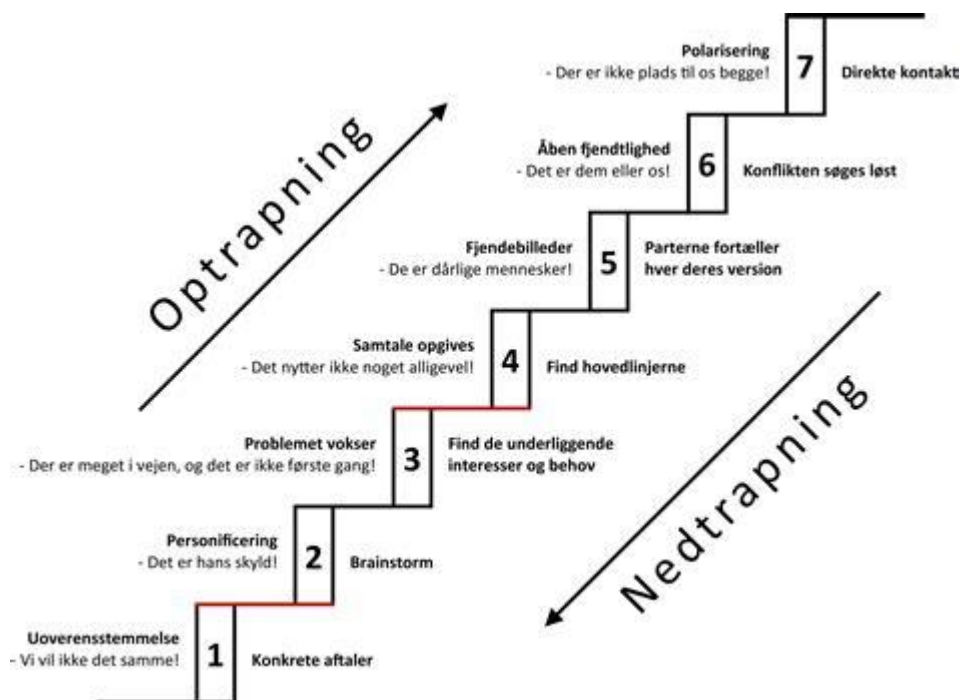 Polarisering
- Der er ikke plads til os begge!
7
Direkte kontakt
Optrapning
Åben fjendtlighed
- Det er dem eller os!
6
Konflikten søges løst
Fjendebilleder
- De er dårlige mennesker!
5
Parterne fortæller
hver deres version
Samtale opgives
- Det nytter ikke noget alligevel!
4
Find hovedlinjerne
Nedtrapning
Problemet vokser
- Der er meget i vejen, og det er ikke første gang!
3
Find de underliggende
interesser og behov
Personificering
- Det er hans skyld!
2
Brainstorm
Uoverensstemmelse
- Vi vil ikke det samme!
1
Konkrete aftaler